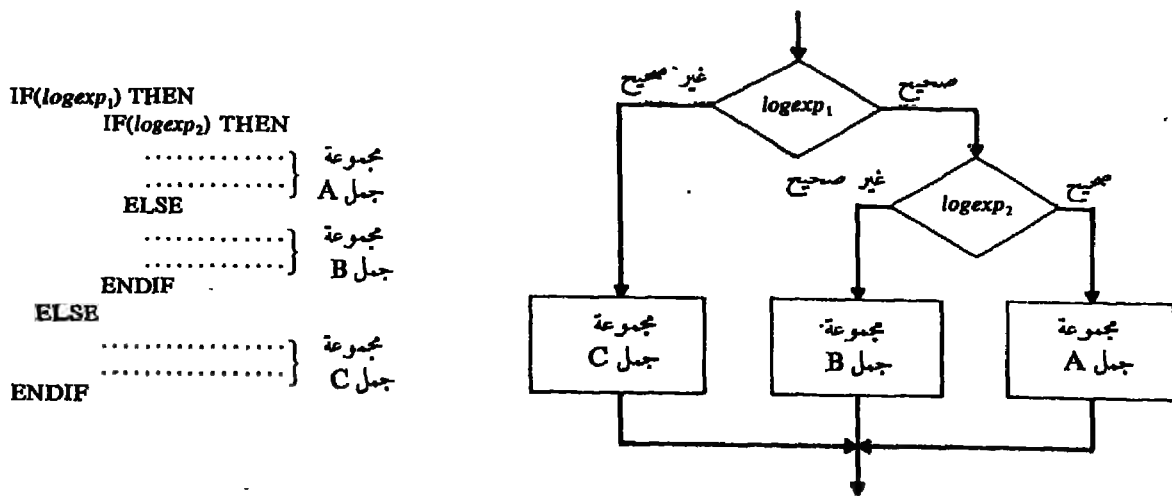 IF(logexp₁) THEN
IF(logexp₂) THEN
.............. } مجموعة
.............. جمل A
ELSE
.............. } مجموعة
.............. جمل B
ENDIF
ELSE
.................. } مجموعة
.................. جمل C
ENDIF
غير صحيح
logexp₁
صحيح
غير صحيح
logexp₂
صحيح
مجموعة
جمل C
مجموعة
جمل B
مجموعة
جمل A